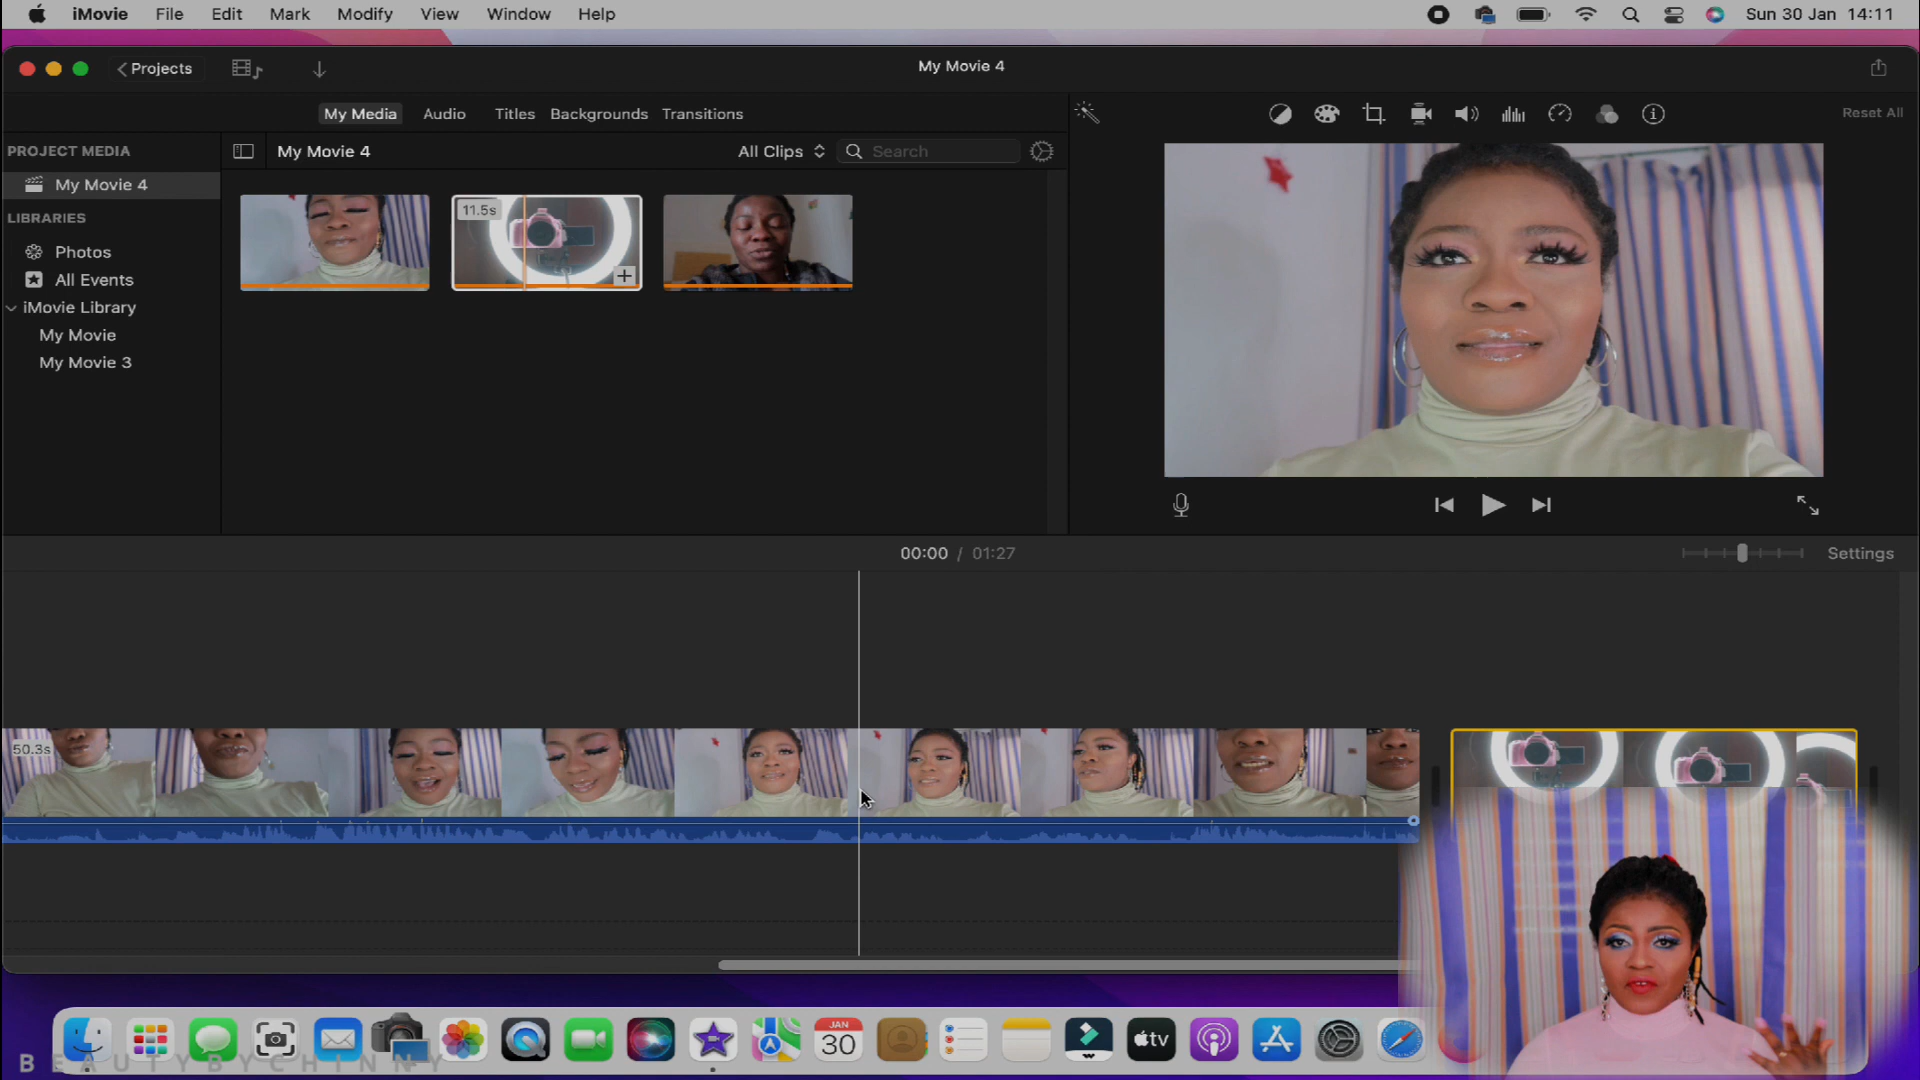 iMovie File Edit Mark Modify View Window Help Sun 30 Jan 14:11
Projects My Movie 4
My Media Audio Titles Backgrounds Transitions Reset All
PROJECT MEDIA My Movie 4 All Clips Search
My Movie 4
LIBRARIES
Photos
All Events
iMovie Library
My Movie
My Movie 3
11.5s
00:00 / 01:27 Settings
50.3s
JAN
30
tv
BEAUTYBYCHINNY